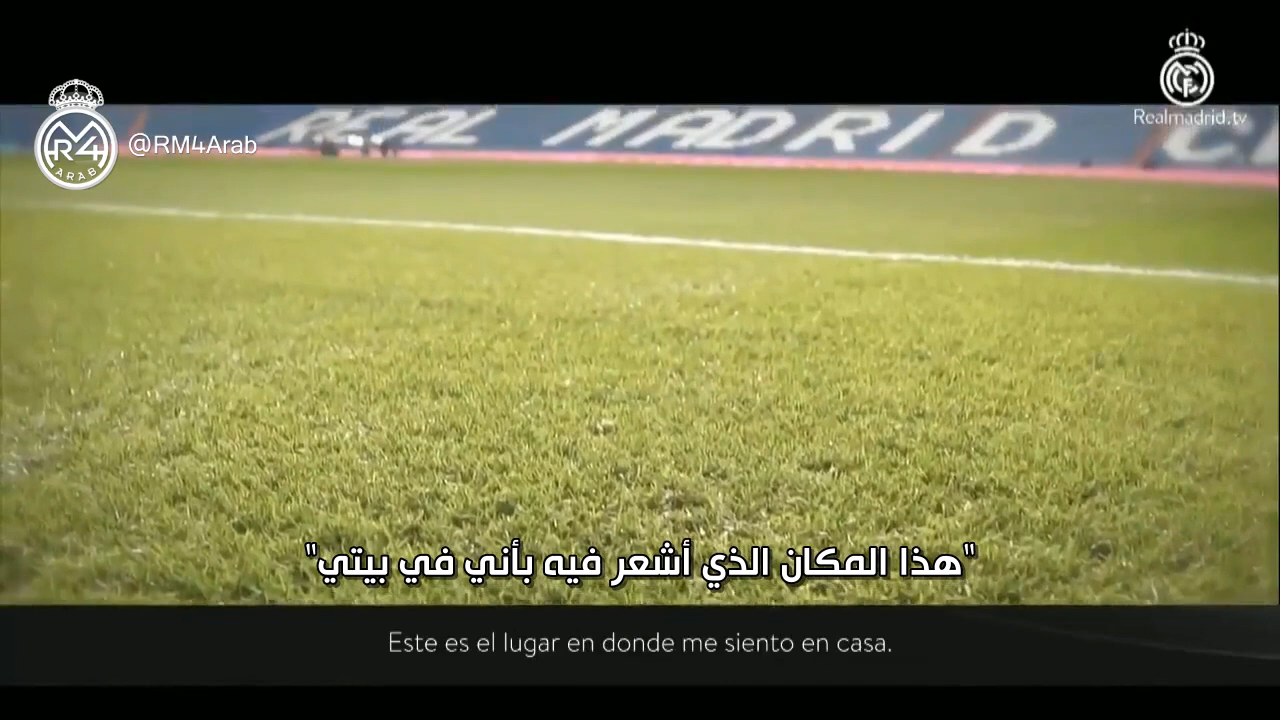 Realmadrid.tv
REAL MADRID C
RM4
ARAB
@RM4Arab
"هذا المكان الذي أشعر فيه بأني في بيتي"
Este es el lugar en donde me siento en casa.